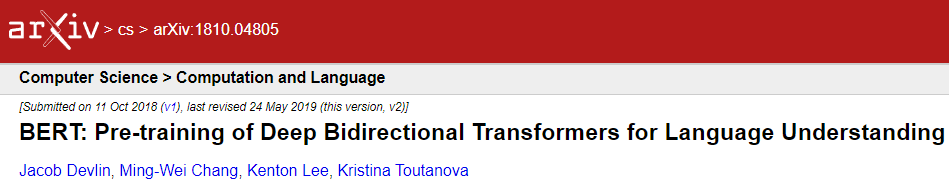 arXiv > cs > arXiv:1810.04805
Computer Science > Computation and Language
[Submitted on 11 Oct 2018 (v1), last revised 24 May 2019 (this version, v2)]
BERT: Pre-training of Deep Bidirectional Transformers for Language Understanding
Jacob Devlin, Ming-Wei Chang, Kenton Lee, Kristina Toutanova